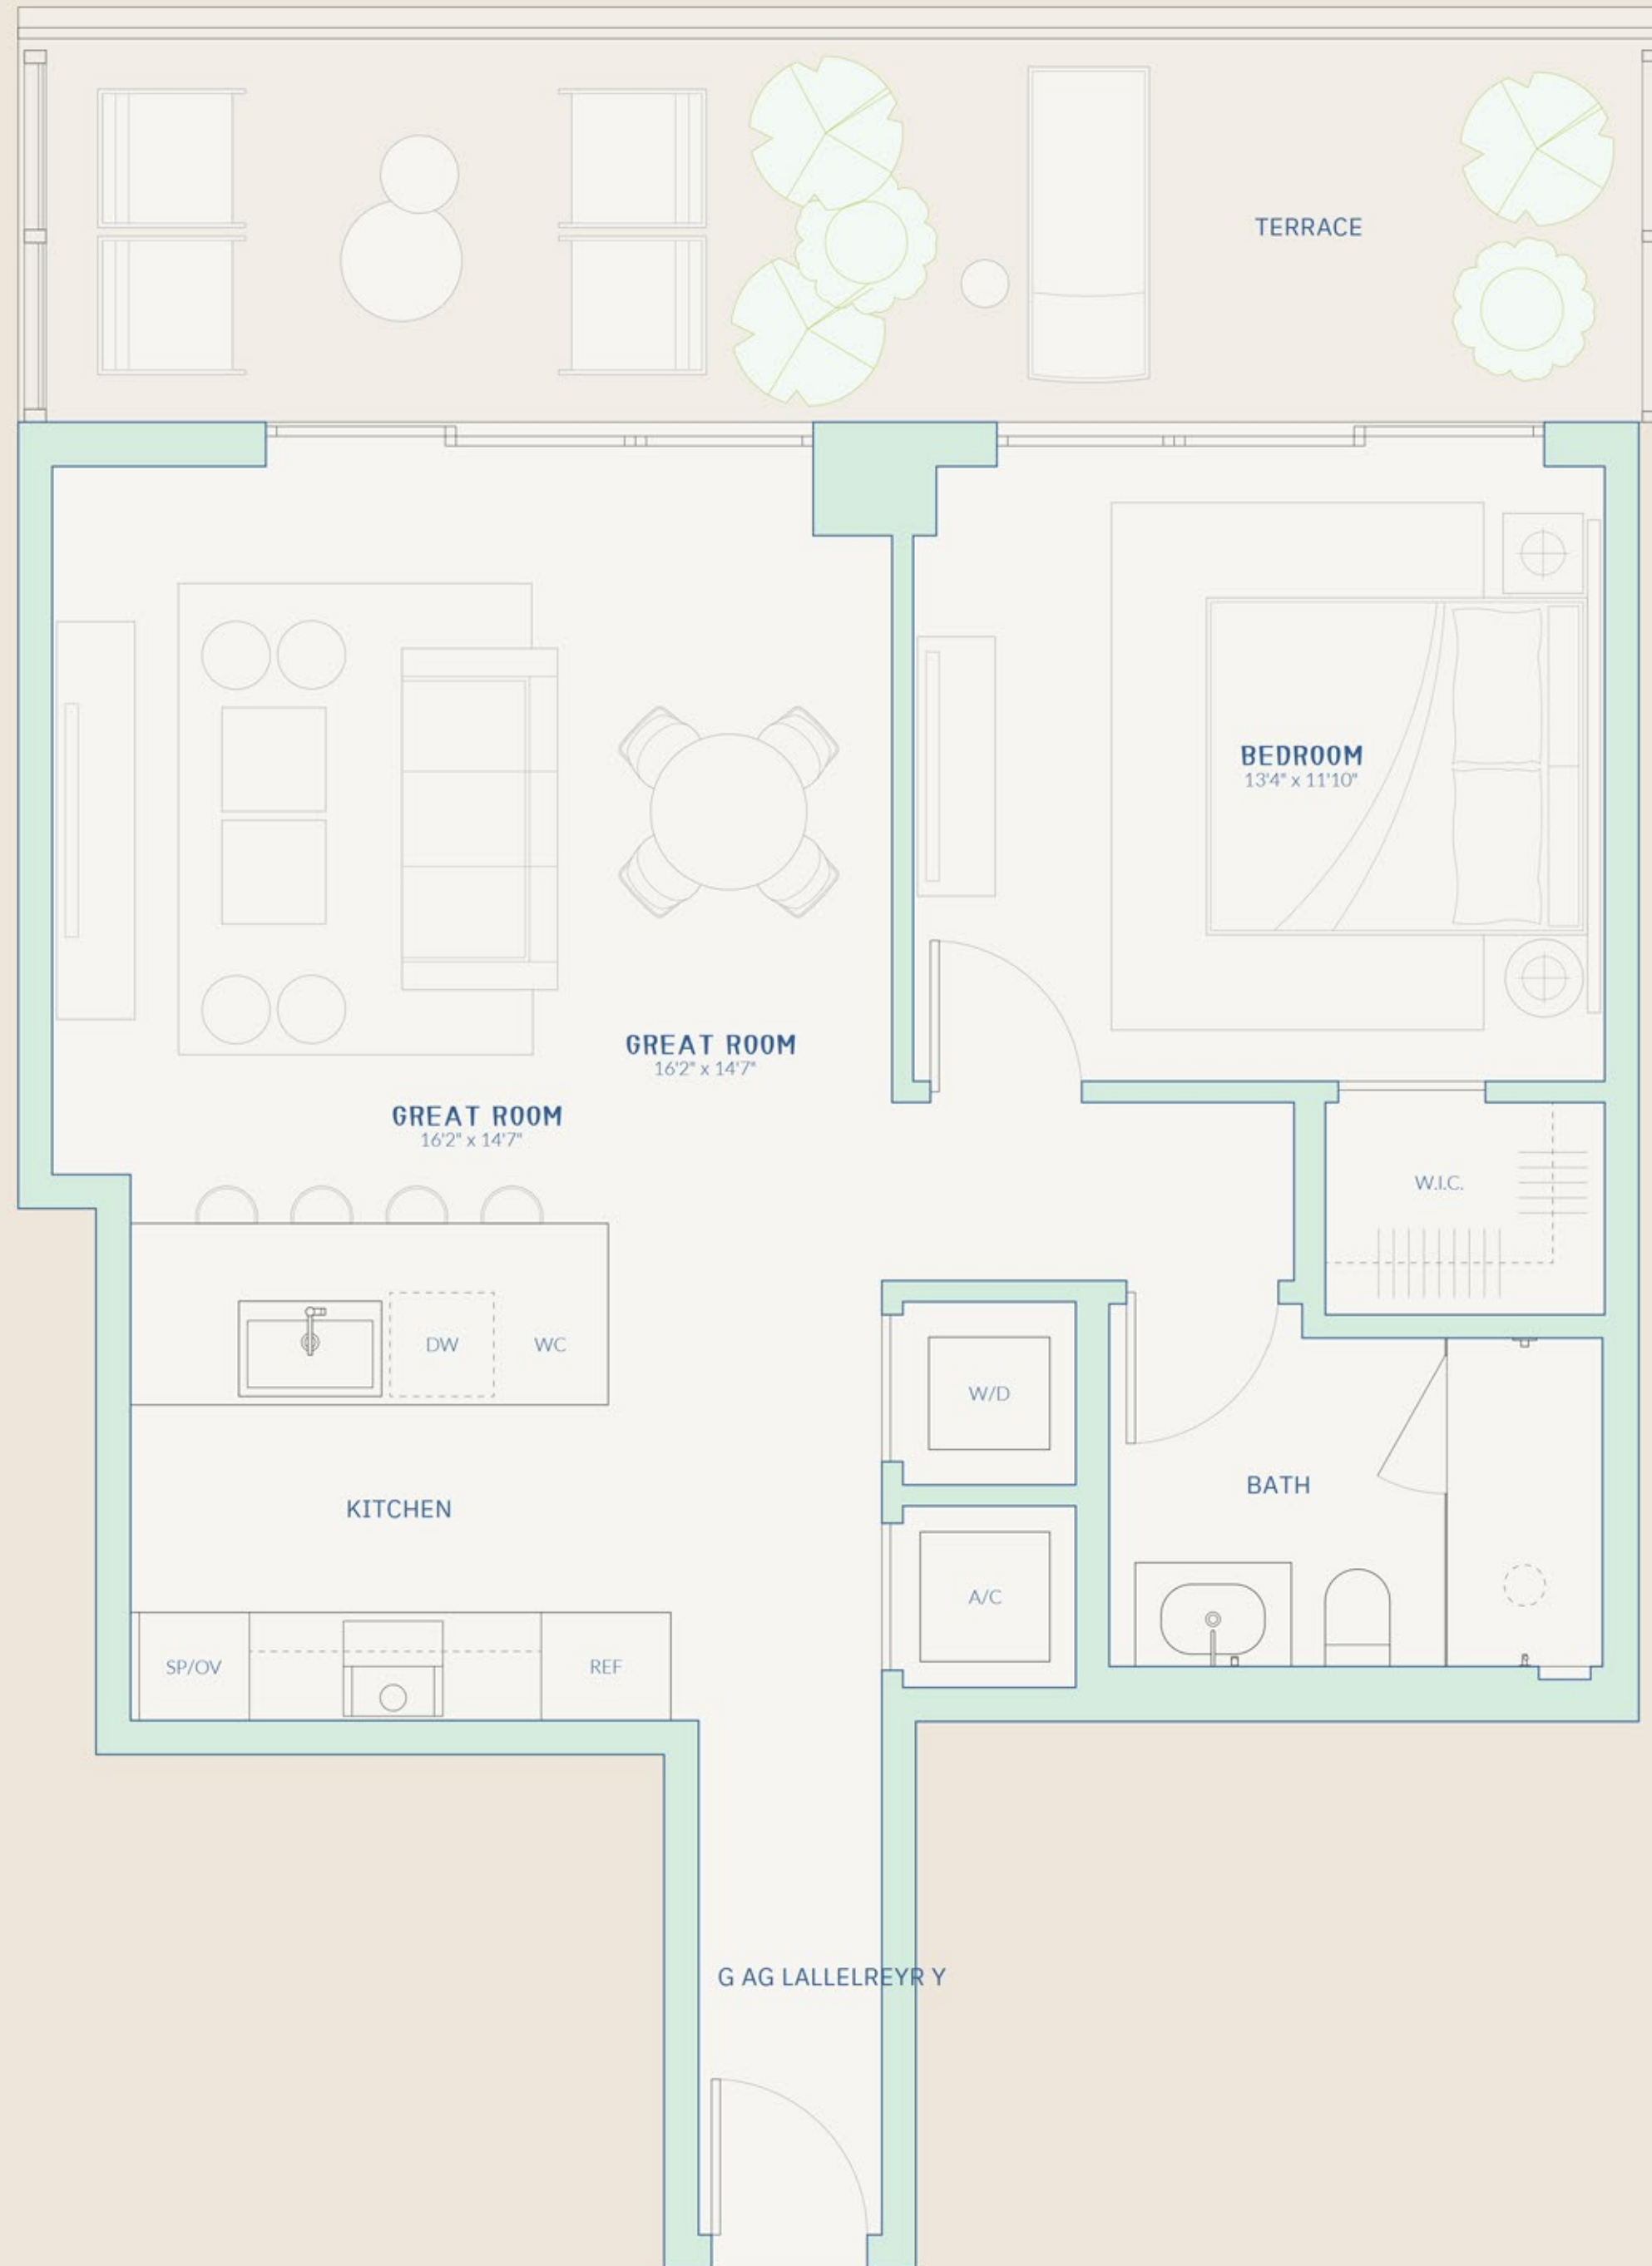 TERRACE
BEDROOM
13'4" x 11'10"
GREAT ROOM
16'2" x 14'7"
GREAT ROOM
16'2" x 14'7"
W.I.C.
DW
WC
W/D
BATH
KITCHEN
A/C
SP/OV
REF
G AG LALLELREYR Y